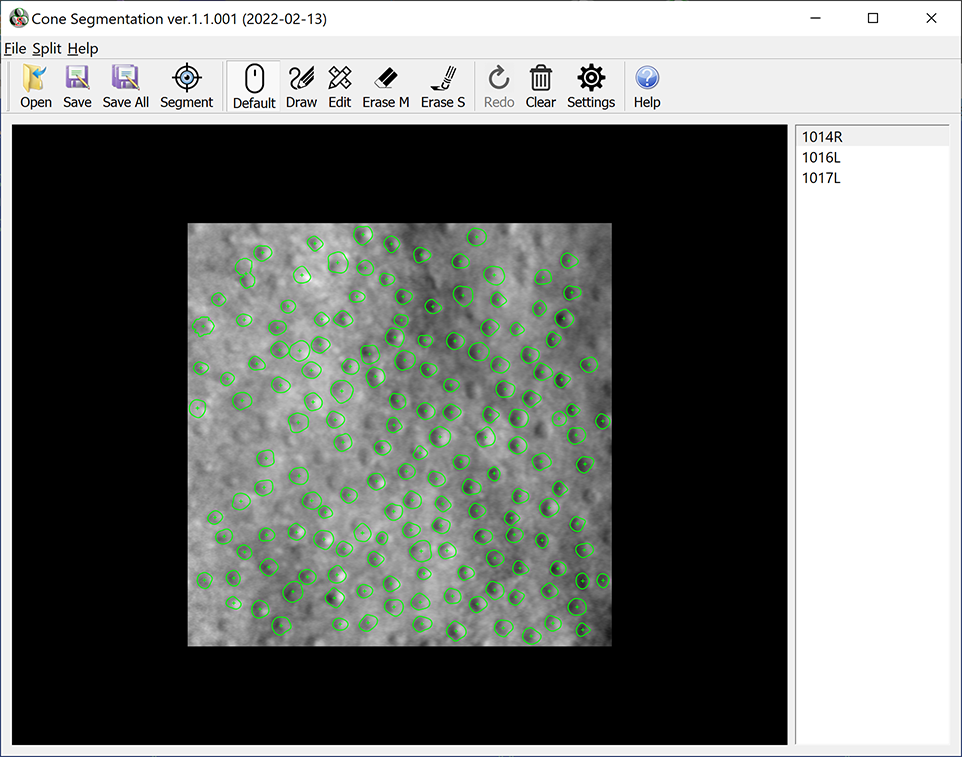 Cone Segmentation ver.1.1.001 (2022-02-13)
File Split Help
Open Save Save All Segment Default Draw Edit Erase M Erase S Redo Clear Settings Help
1014R
1016L
1017L